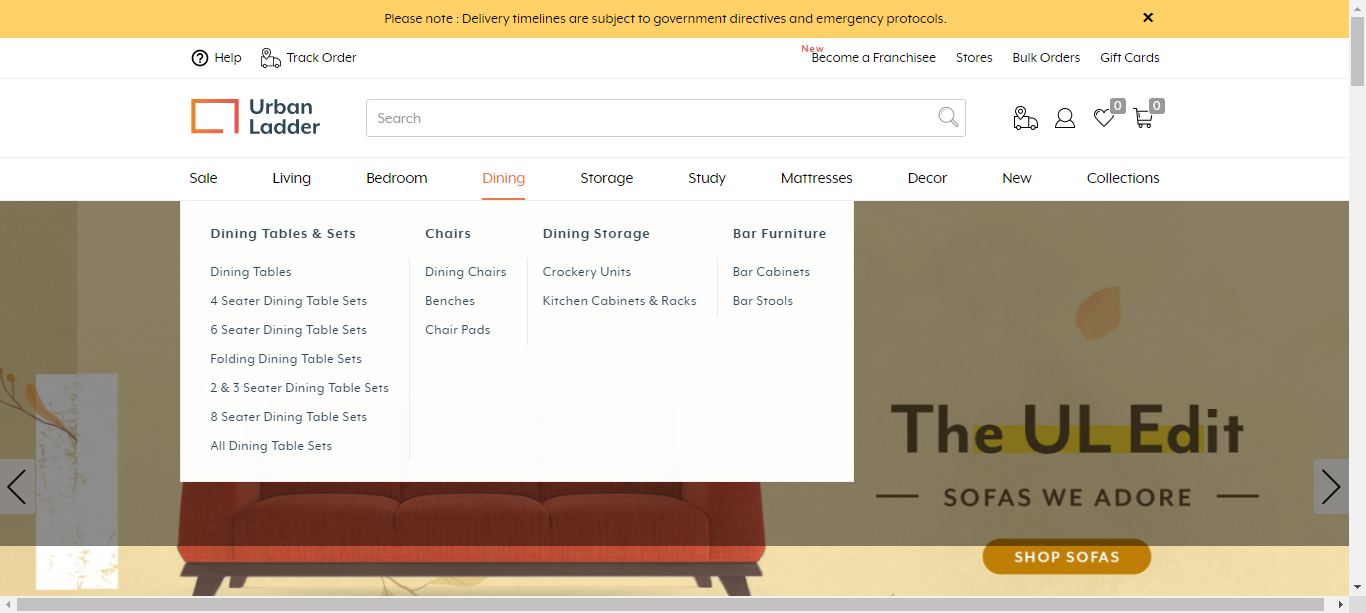 Please note : Delivery timelines are subject to government directives and emergency protocols.
Help
Track Order
New
Become a Franchisee
Stores
Bulk Orders
Gift Cards
Urban
Ladder
Search
0
0
Sale
Living
Bedroom
Dining
Storage
Study
Mattresses
Decor
New
Collections
Dining Tables & Sets
Dining Tables
4 Seater Dining Table Sets
6 Seater Dining Table Sets
Folding Dining Table Sets
2 & 3 Seater Dining Table Sets
8 Seater Dining Table Sets
All Dining Table Sets
Chairs
Dining Chairs
Benches
Chair Pads
Dining Storage
Crockery Units
Kitchen Cabinets & Racks
Bar Furniture
Bar Cabinets
Bar Stools
The UL Edit
SOFAS WE ADORE
SHOP SOFAS